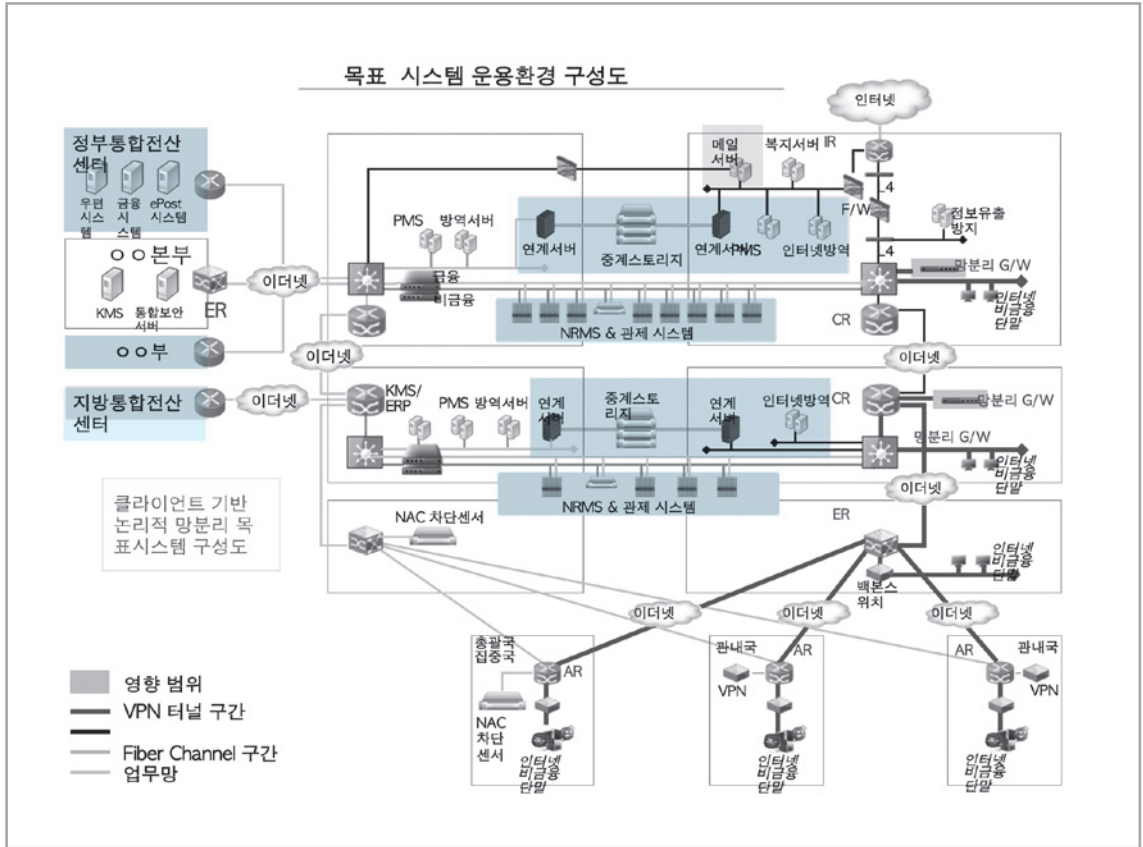 목표 시스템 운용환경 구성도
인터넷
정부통합전산
센터
우편
시스
템
금융
시
스템
ePost
시스템
ㅇㅇ본부
KMS
통합보안
서버
ER
ㅇㅇ부
지방통합전산
센터
이더넷
이더넷
PMS
방역서버
금융
비금융
연계서버
중계스토리지
연계서버
PMS
인터넷방역
메일
서버
복지서버
IR
F/W
L4
L4
정보유출
방지
망분리 G/W
인터넷
비금융
단말
CR
NRMS & 관제 시스템
이더넷
이더넷
KMS/
ERP
PMS
방역서버
연계
서버
중계스토
리지
연계
서버
인터넷방역
CR
망분리 G/W
망분리 G/W
인터넷
비금융
단말
NRMS & 관제 시스템
이더넷
클라이언트 기반
논리적 망분리 목
표시스템 구성도
NAC 차단센서
ER
백본스
위치
인터넷
비금융
단말
이더넷
이더넷
이더넷
총괄국
집중국
AR
NAC
차단
센서
인터넷
비금융
단말
관내국
AR
VPN
인터넷
비금융
단말
AR
관내국
VPN
인터넷
비금융
단말
영향 범위
VPN 터널 구간
Fiber Channel 구간
업무망